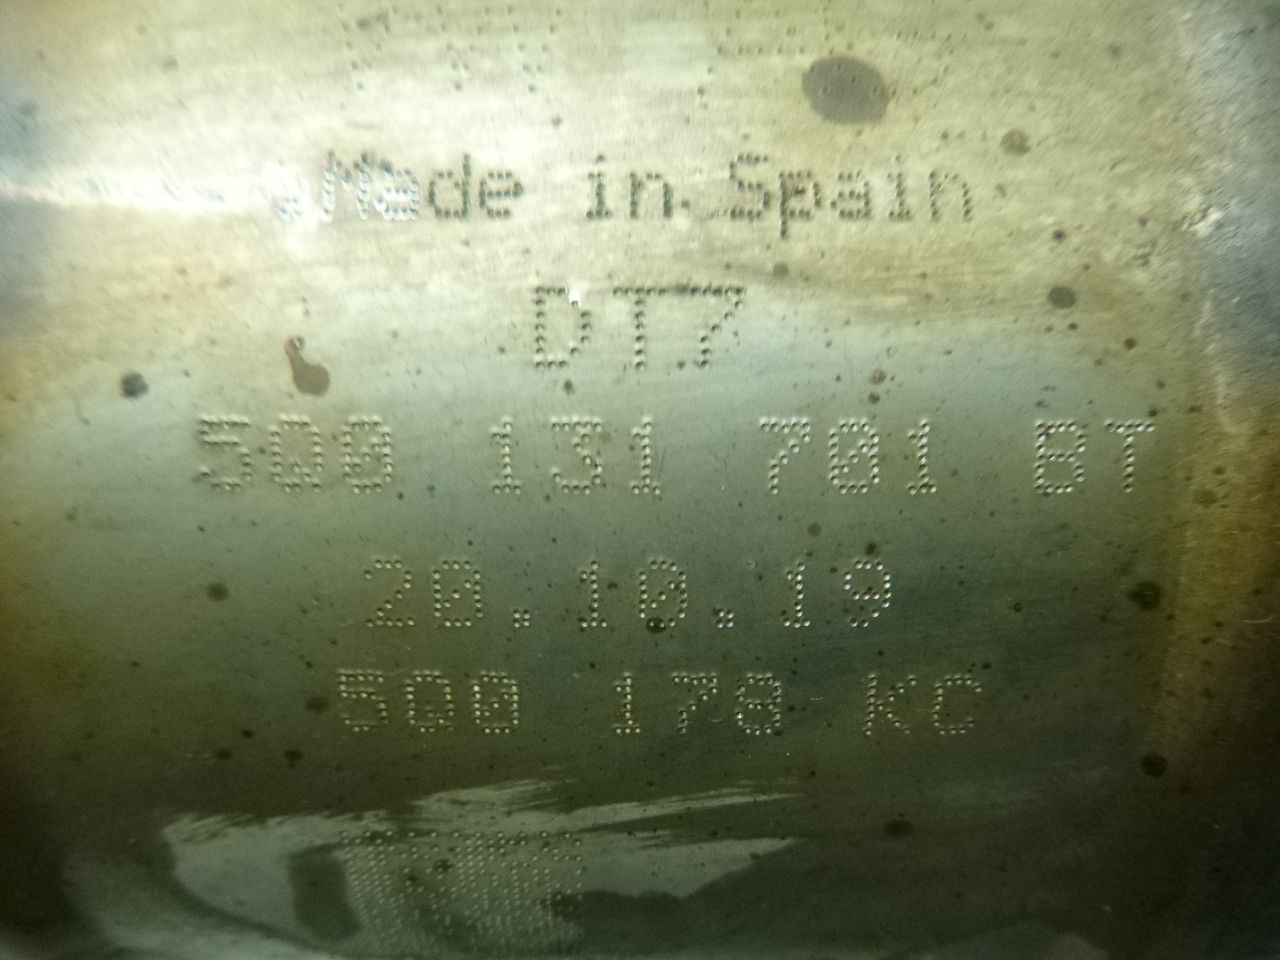 Made in Spain
DT7
5Q0 131 701 BT
20.10.19
5Q0 178 KC